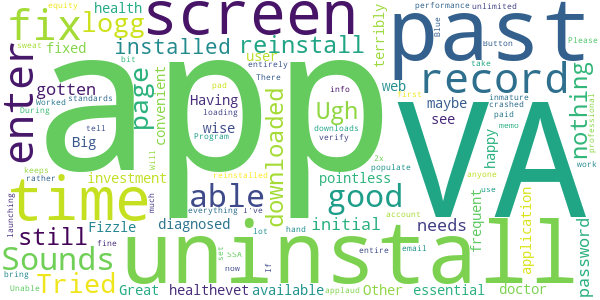 equity
health
performance
unlimited
fix
logg
screen
past
Blue
Button
Please
sweat
fixed
installed
reinstall
terribly
take
During
bit
user
app
VA
enter
page
convenient
entirely
There
record
nothing
gotten
pad
Ugh
web
first
inmature
crashed
Worked
standards
Having
info
maybe
paid
Big
tell
wise
loading
downloads
see
happy
memo
professional
Program
verify
Will
downloaded
keeps
investment
pointless
2x
work
rather
reinstalled
populate
anyone
time
able
good
use
launching
much
everything
I've
account
password
still
Fizzle
diagnosed
lot
hand
initial
needs
frequent
application
uninstall
Sounds
fine
set
SSA
entire
email
bring
now
Tried
Unable
Great
healthevet
available
If
applaud
Other
essential
doctor